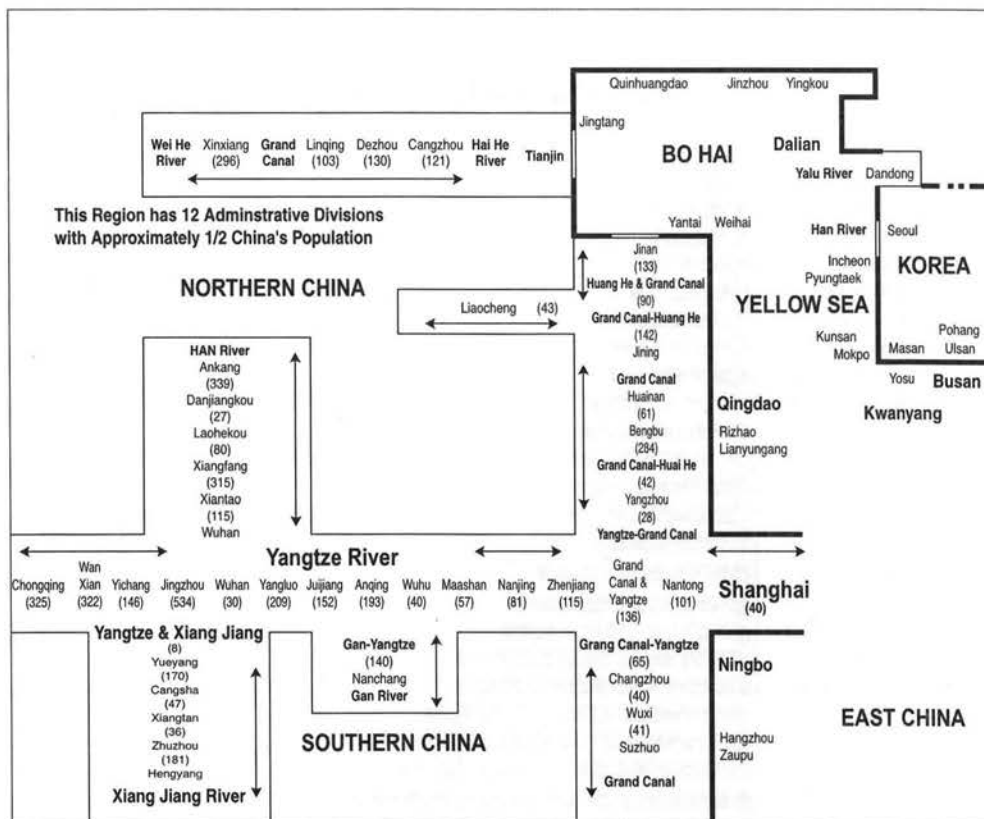 Quinhuangdao Jinzhou Yingkou
Jingtang
BO HAI
Dalian
Yalu River Dandong
Wei He
River
Xinxiang
(296)
Grand
Canal
Linqing
(103)
Dezhou
(130)
Cangzhou
(121)
Hai He
River
Tianjin
This Region has 12 Adminstrative Divisions
with Approximately 1/2 China's Population
Yantai Weihai
Han River Seoul
Incheon
Pyungtaek
KOREA
YELLOW SEA
Kunsan
Mokpo
Pohang
Masan Ulsan
Yosu Busan
Kwanyang
NORTHERN CHINA
Jinan
(133)
Huang He & Grand Canal
(90)
Grand Canal-Huang He
(142)
Jining
Liaocheng (43)
HAN River
Ankang
(339)
Danjiangkou
(27)
Laohekou
(80)
Xiangfang
(315)
Xiantao
(115)
Wuhan
Grand Canal
Huainan
(61)
Bengbu
(284)
Grand Canal-Huai He
(42)
Yangzhou
(28)
Yangtze-Grand Canal
Qingdao
Rizhao
Lianyungang
Yangtze River
Chongqing
(325)
Wan
Xian
(322)
Yichang
(146)
Jingzhou
(534)
Wuhan
(30)
Yangluo
(209)
Juijiang
(152)
Anqing
(193)
Wuhu
(40)
Maashan
(57)
Nanjing
(81)
Zhenjiang
(115)
Grand
Canal &
Yangtze
(136)
Nantong
(101)
Shanghai
(40)
Yangtze & Xiang Jiang
(8)
Yueyang
(170)
Cangsha
(47)
Xiangtan
(36)
Zhuzhou
(181)
Hengyang
Xiang Jiang River
Gan-Yangtze
(140)
Nanchang
Gan River
SOUTHERN CHINA
Grang Canal-Yangtze
(65)
Changzhou
(40)
Wuxi
(41)
Suzhuo
Grand Canal
Ningbo
Hangzhou
Zaupu
EAST CHINA